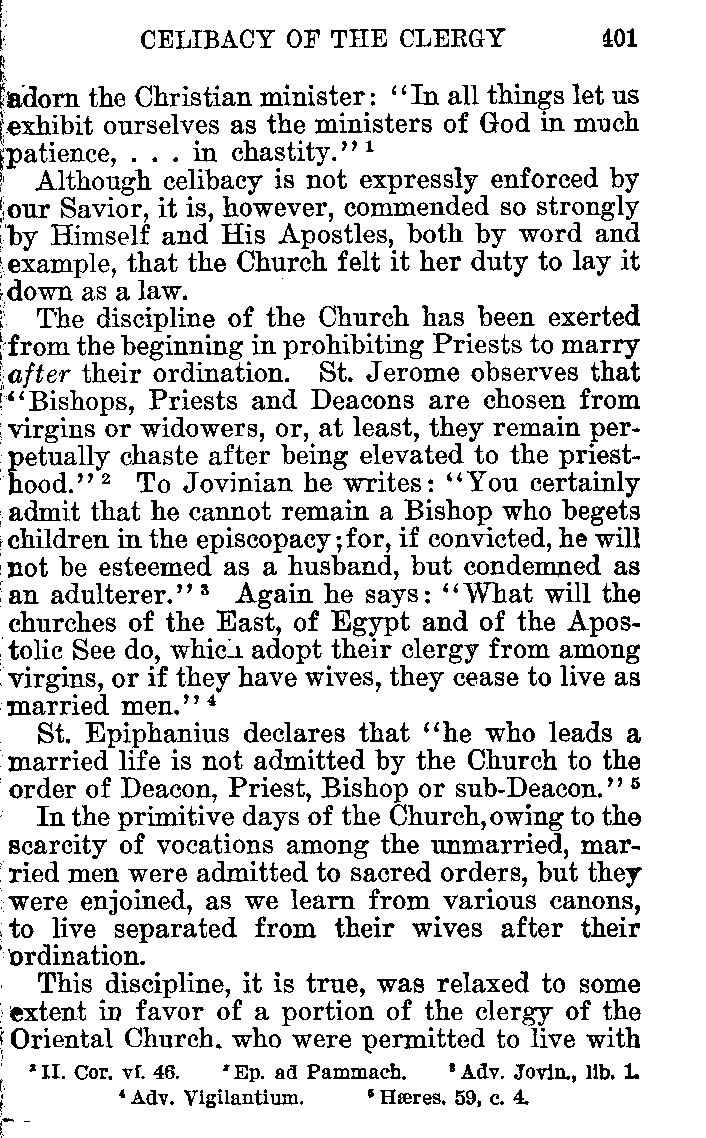 CELIBACY OF THE CLERGY 401
adorn the Christian minister: "In all things let us
exhibit ourselves as the ministers of God in much
patience, . . . in chastity." ¹
Although celibacy is not expressly enforced by
our Savior, it is, however, commended so strongly
by Himself and His Apostles, both by word and
example, that the Church felt it her duty to lay it
down as a law.
The discipline of the Church has been exerted
from the beginning in prohibiting Priests to marry
after their ordination. St. Jerome observes that
"Bishops, Priests and Deacons are chosen from
virgins or widowers, or, at least, they remain per-
petually chaste after being elevated to the priest-
hood." ² To Jovinian he writes: "You certainly
admit that he cannot remain a Bishop who begets
children in the episcopacy; for, if convicted, he will
not be esteemed as a husband, but condemned as
an adulterer." ³ Again he says: "What will the
churches of the East, of Egypt and of the Apos-
tolic See do, which adopt their clergy from among
virgins, or if they have wives, they cease to live as
married men." ⁴
St. Epiphanius declares that "he who leads a
married life is not admitted by the Church to the
order of Deacon, Priest, Bishop or sub-Deacon." ⁵
In the primitive days of the Church, owing to the
scarcity of vocations among the unmarried, mar-
ried men were admitted to sacred orders, but they
were enjoined, as we learn from various canons,
to live separated from their wives after their
ordination.
This discipline, it is true, was relaxed to some
extent in favor of a portion of the clergy of the
Oriental Church. who were permitted to live with
¹ II. Cor. vi. 46. ² Ep. ad Pammach. ³ Adv. Jovin., lib. 1.
⁴ Adv. Vigilantium. ⁵ Hæres. 59, c. 4.